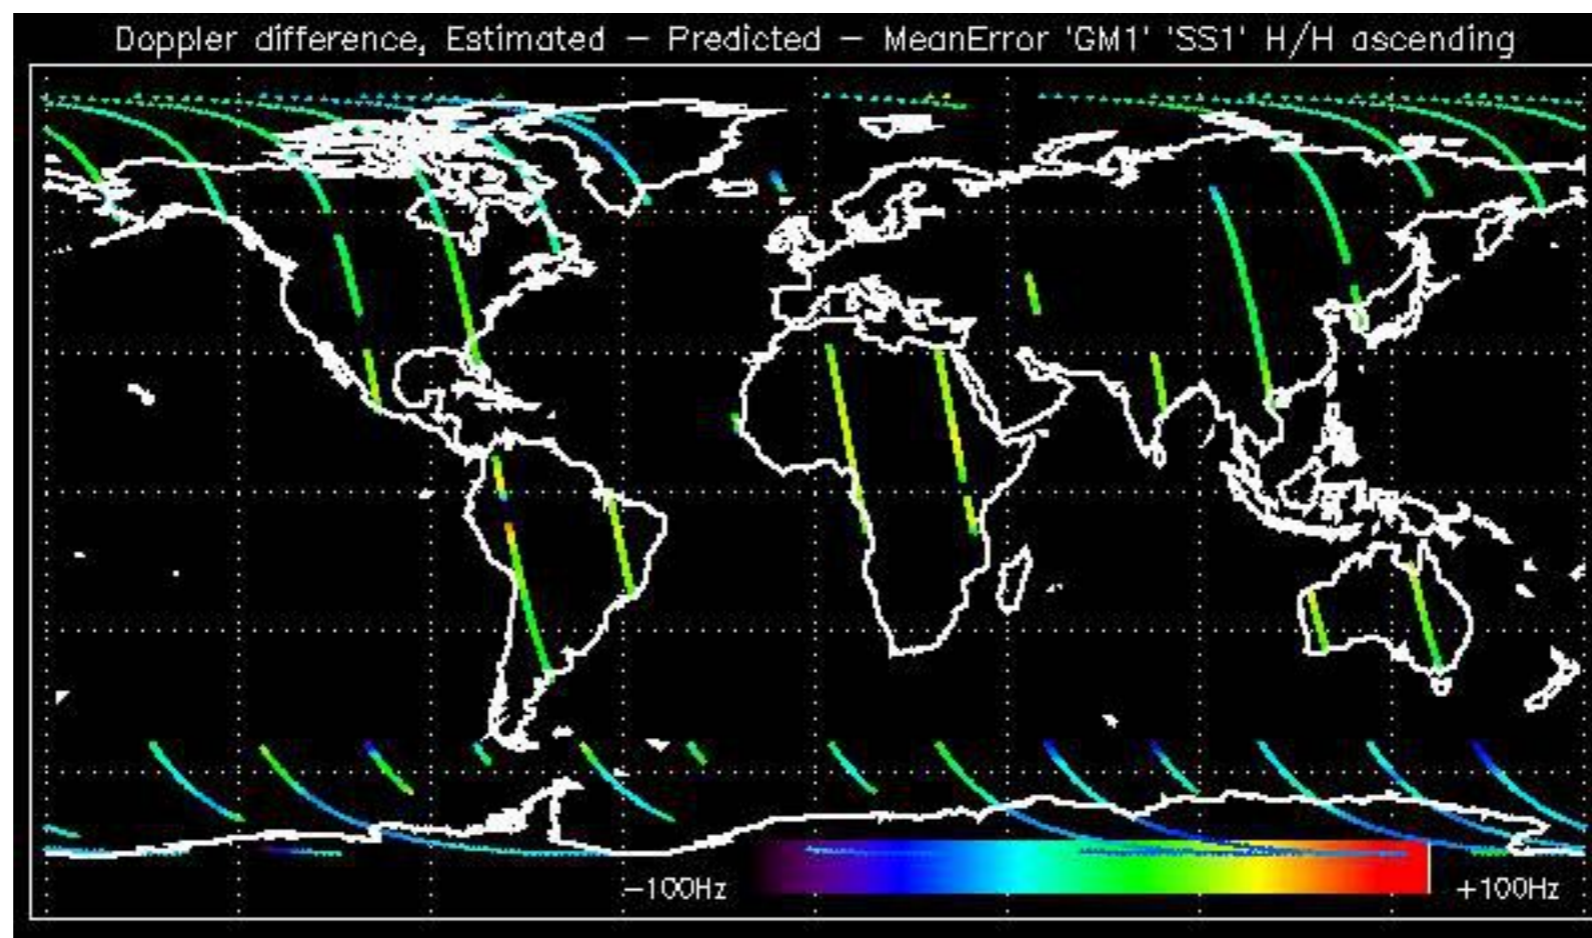 Doppler difference, Estimated – Predicted – MeanError 'GM1' 'SS1' H/H ascending
–100Hz +100Hz